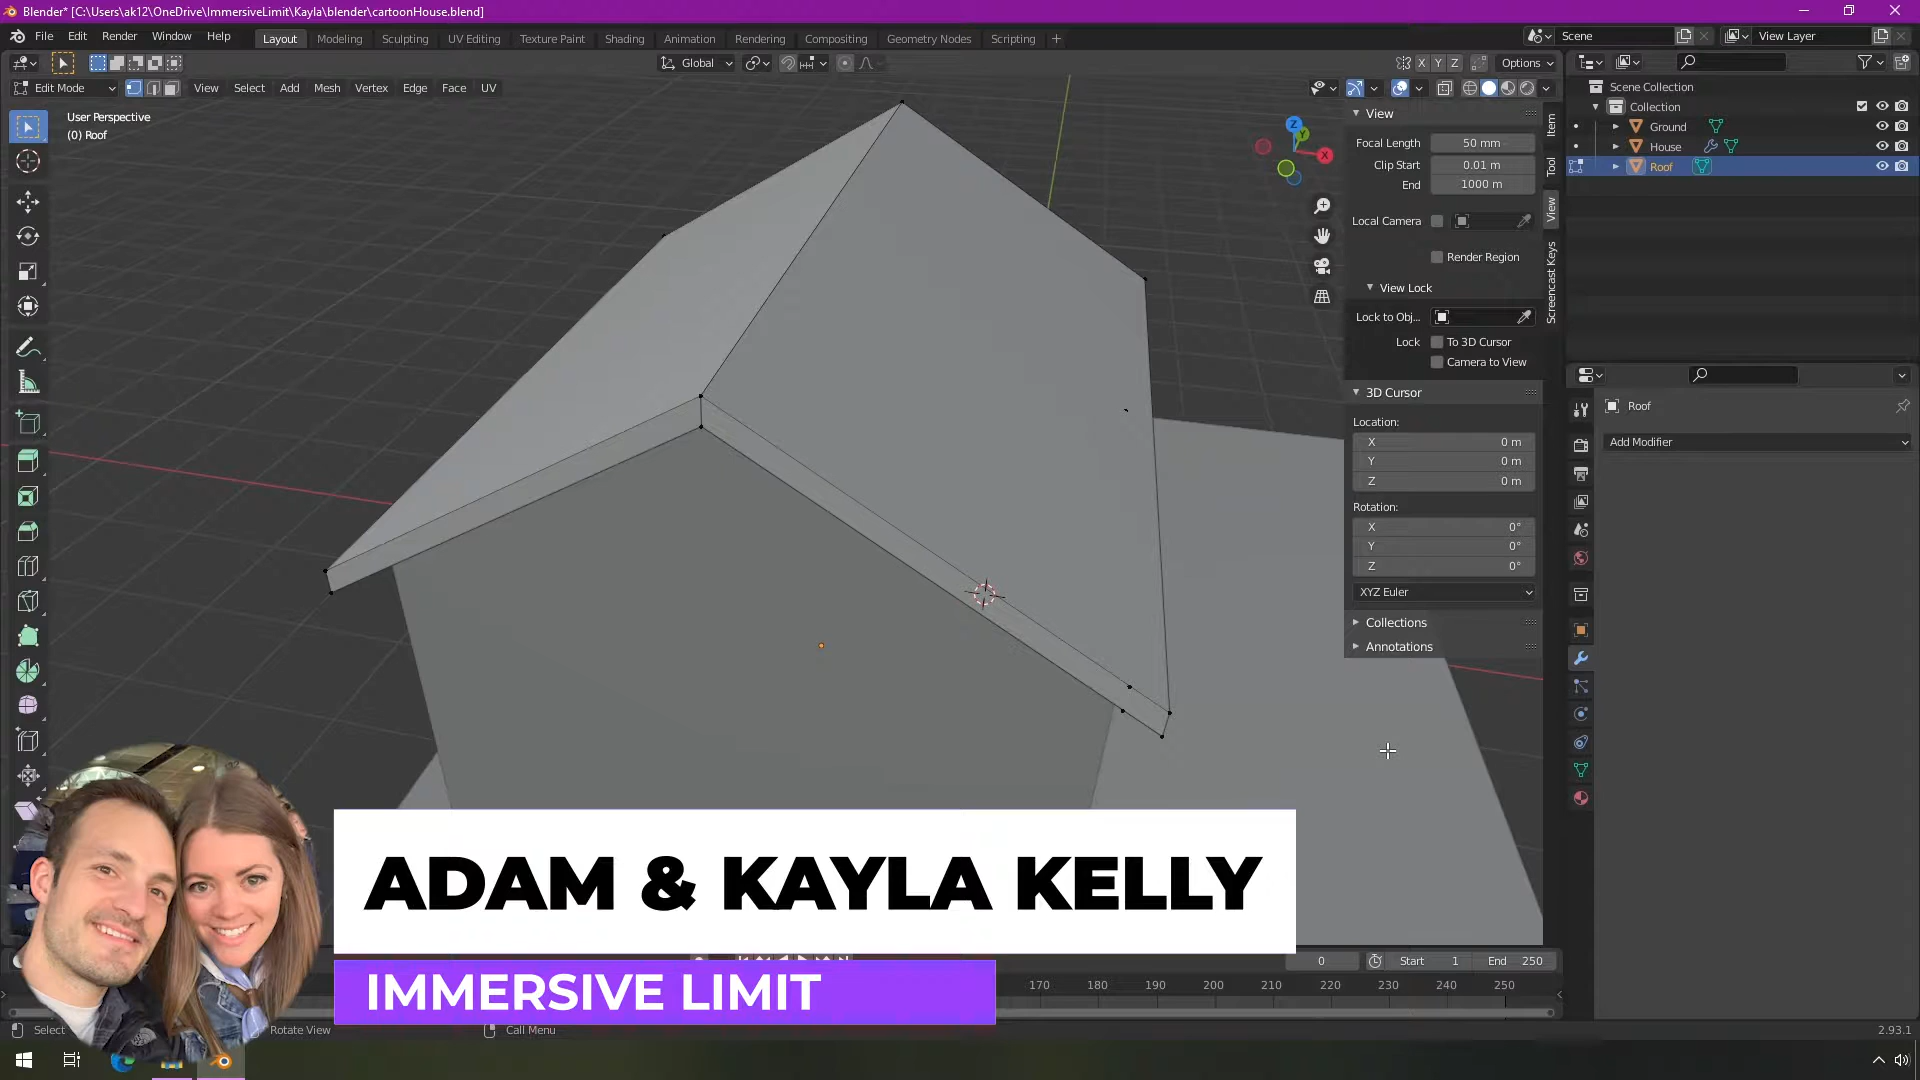 Blender* [C:\Users\ak12\OneDrive\ImmersiveLimit\Kayla\blender\cartoonHouse.blend]
File Edit Render Window Help
Layout Modeling Sculpting UV Editing Texture Paint Shading Animation Rendering Compositing Geometry Nodes Scripting
Scene
View Layer
Global
X Y Z
Options
Edit Mode
View Select Add Mesh Vertex Edge Face UV
User Perspective
(0) Roof
Z
Y
X
View
Focal Length 50 mm
Clip Start 0.01 m
End 1000 m
Local Camera
Render Region
View Lock
Lock to Obj...
Lock To 3D Cursor
Camera to View
3D Cursor
Location:
X 0 m
Y 0 m
Z 0 m
Rotation:
X 0°
Y 0°
Z 0°
XYZ Euler
Collections
Annotations
Item
Tool
View
Screencast Keys
Scene Collection
Collection
Ground
House
Roof
Roof
Add Modifier
ADAM & KAYLA KELLY
IMMERSIVE LIMIT
0 Start 1 End 250
170 180 190 200 210 220 230 240 250
Select
Rotate View
Call Menu
2.93.1